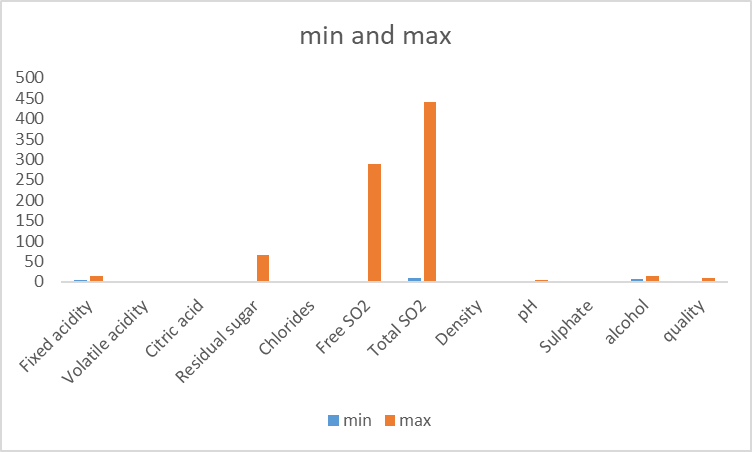 min and max
500
450
400
350
300
250
200
150
100
50
0
Fixed acidity
Volatile acidity
Citric acid
Residual sugar
Chlorides
Free SO2
Total SO2
Density
pH
Sulphate
alcohol
quality
min max